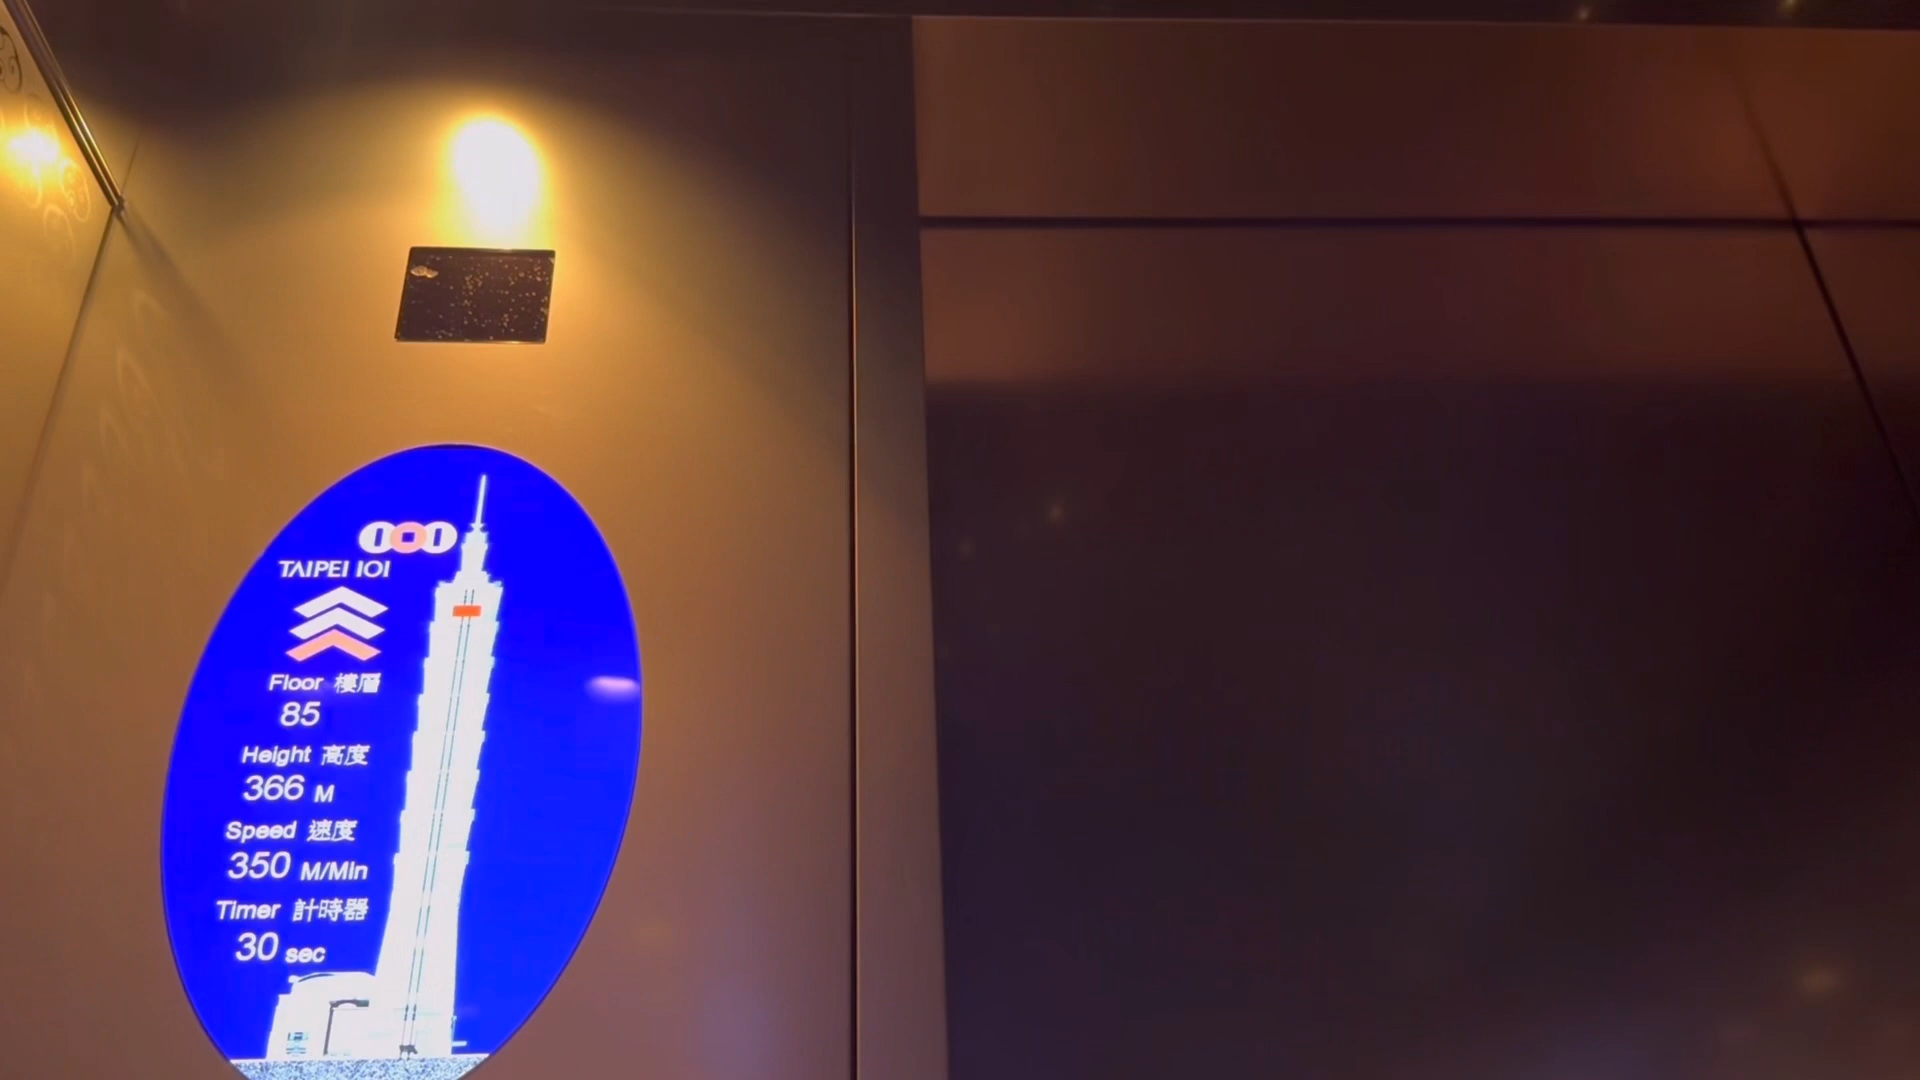 TAIPEI 101
Floor 樓層
85
Height 高度
366 M
Speed 速度
350 M/Min
Timer 計時器
30 sec